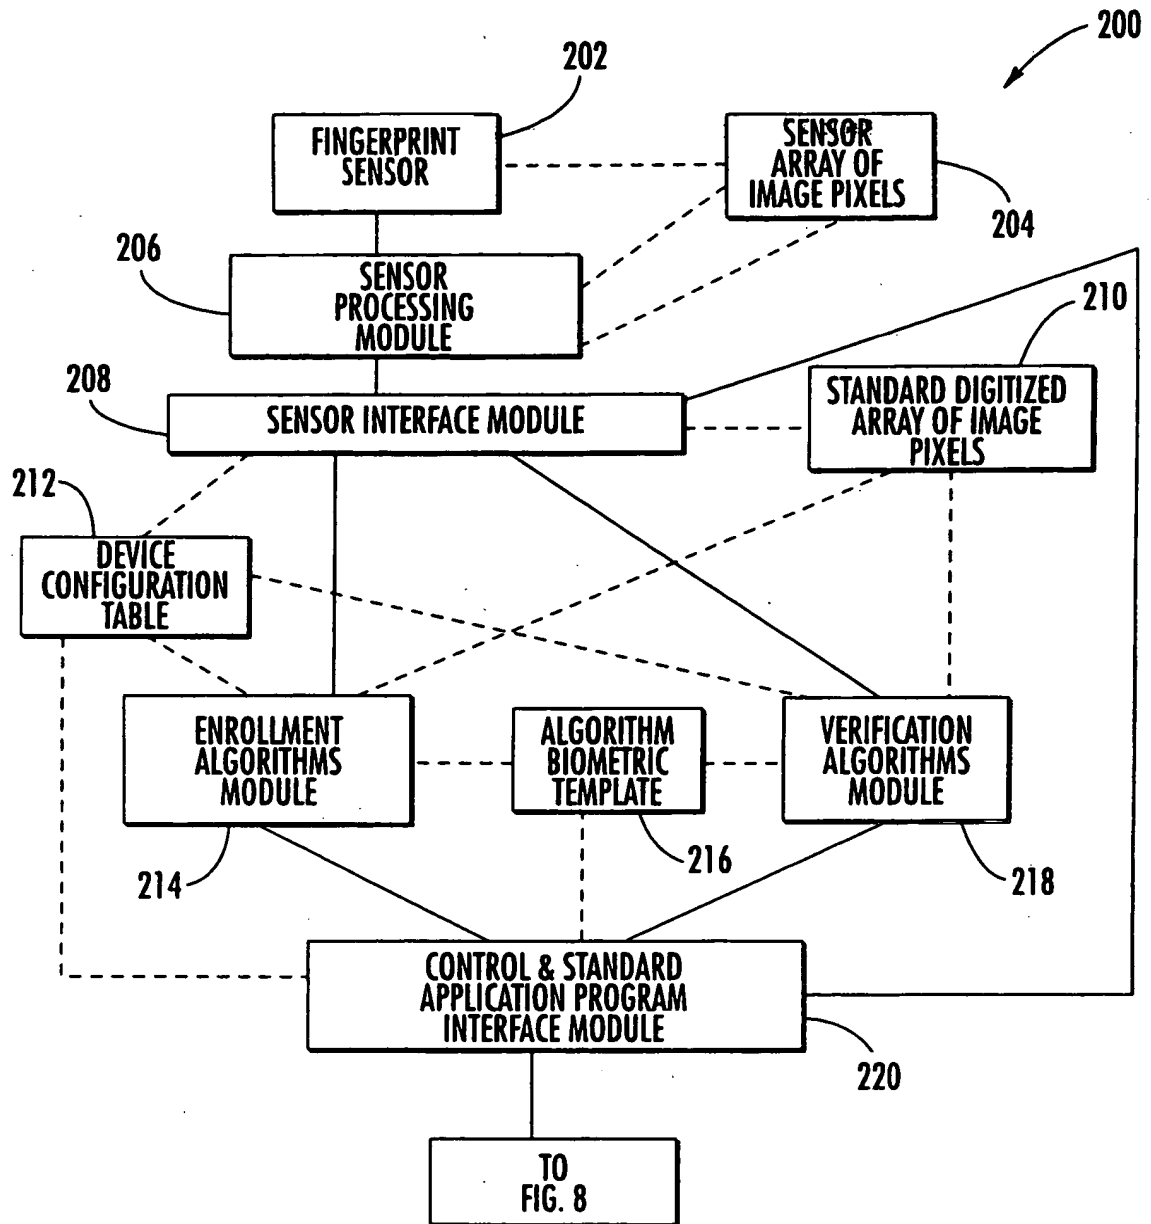 200
202
FINGERPRINT
SENSOR
SENSOR
ARRAY OF
IMAGE PIXELS
204
206
SENSOR
PROCESSING
MODULE
210
208
SENSOR INTERFACE MODULE
STANDARD DIGITIZED
ARRAY OF IMAGE
PIXELS
212
DEVICE
CONFIGURATION
TABLE
ENROLLMENT
ALGORITHMS
MODULE
ALGORITHM
BIOMETRIC
TEMPLATE
VERIFICATION
ALGORITHMS
MODULE
214
216
218
CONTROL & STANDARD
APPLICATION PROGRAM
INTERFACE MODULE
220
TO
FIG. 8